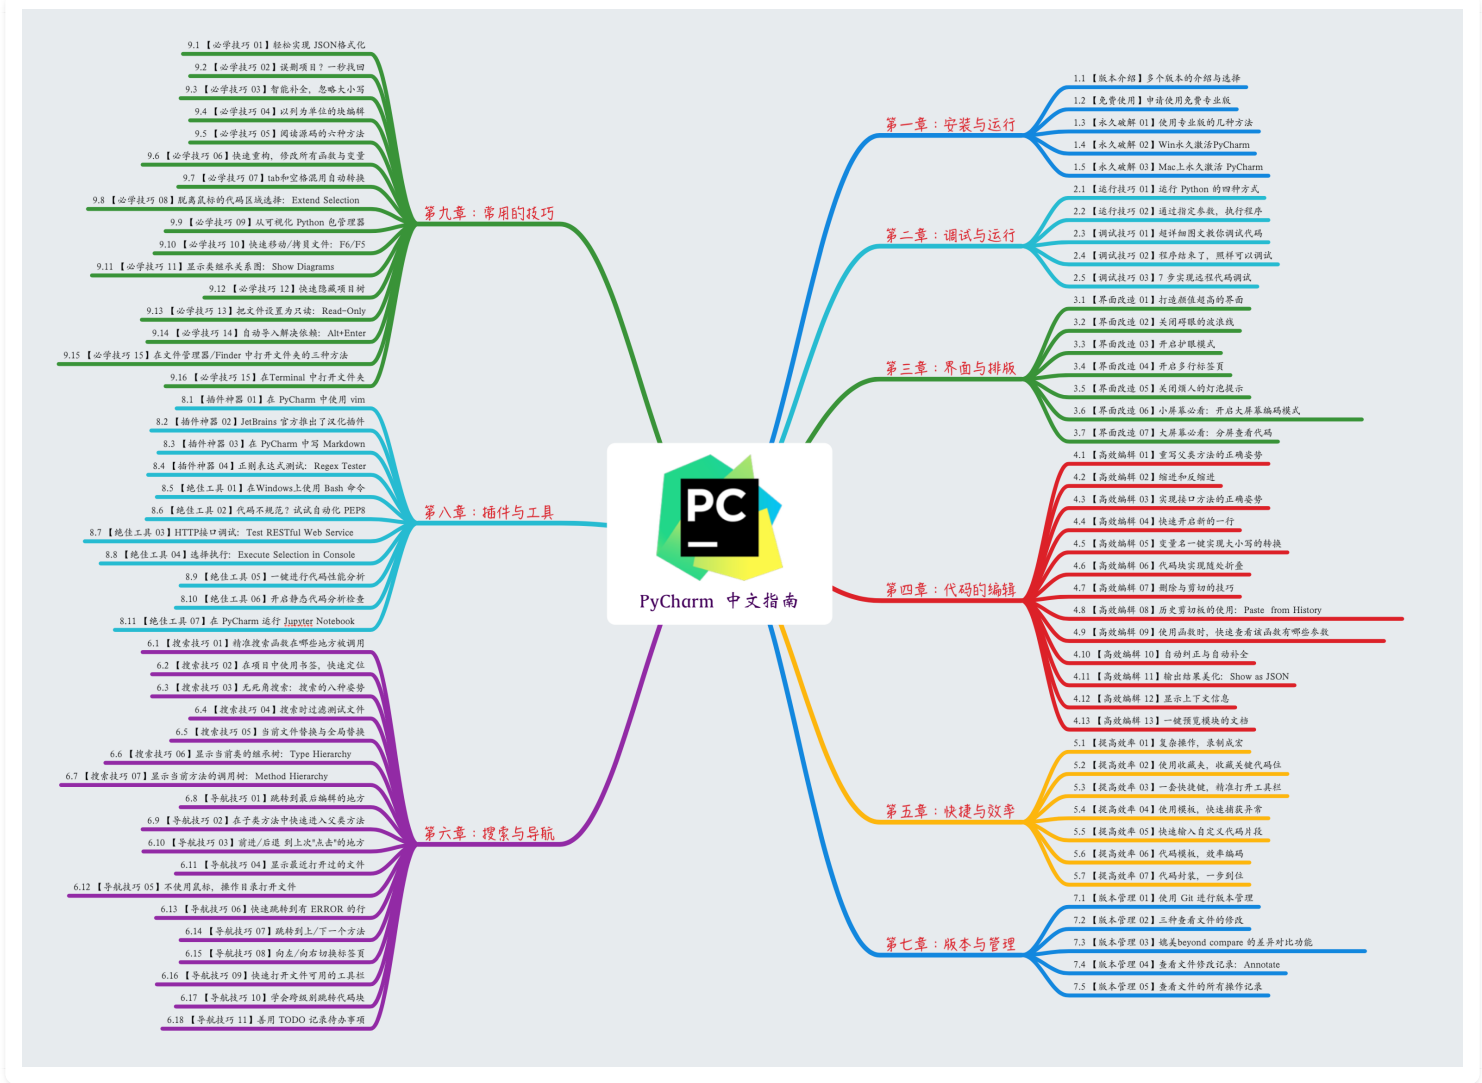 PC
PyCharm 中文指南
第一章：安装与运行
1.1 【版本介绍】多个版本的介绍与选择
1.2 【免费使用】申请使用免费专业版
1.3 【永久破解 01】使用专业版的几种方法
1.4 【永久破解 02】Win永久激活PyCharm
1.5 【永久破解 03】Mac上永久激活 PyCharm
第二章：调试与运行
2.1 【运行技巧 01】运行 Python 的四种方式
2.2 【运行技巧 02】通过指定参数，执行程序
2.3 【调试技巧 01】超详细图文教你调试代码
2.4 【调试技巧 02】程序结束了，照样可以调试
2.5 【调试技巧 03】7 步实现远程代码调试
第三章：界面与排版
3.1 【界面改造 01】打造颜值超高的界面
3.2 【界面改造 02】关闭碍眼的波浪线
3.3 【界面改造 03】开启护眼模式
3.4 【界面改造 04】开启多行标签页
3.5 【界面改造 05】关闭烦人的灯泡提示
3.6 【界面改造 06】小屏幕必看：开启大屏幕编码模式
3.7 【界面改造 07】大屏幕必看：分屏查看代码
第四章：代码的编辑
4.1 【高效编辑 01】重写父类方法的正确姿势
4.2 【高效编辑 02】缩进和反缩进
4.3 【高效编辑 03】实现接口方法的正确姿势
4.4 【高效编辑 04】快速开启新的一行
4.5 【高效编辑 05】变量名一键实现大小写的转换
4.6 【高效编辑 06】代码块实现随处折叠
4.7 【高效编辑 07】删除与剪切的技巧
4.8 【高效编辑 08】历史剪切板的使用：Paste from History
4.9 【高效编辑 09】使用函数时，快速查看该函数有哪些参数
4.10 【高效编辑 10】自动纠正与自动补全
4.11 【高效编辑 11】输出结果美化：Show as JSON
4.12 【高效编辑 12】显示上下文信息
4.13 【高效编辑 13】一键预览模块的文档
第五章：快捷与效率
5.1 【提高效率 01】复杂操作，录制成宏
5.2 【提高效率 02】使用收藏夹，收藏关键代码位
5.3 【提高效率 03】一套快捷键，精准打开工具栏
5.4 【提高效率 04】使用模板，快速捕获异常
5.5 【提高效率 05】快速输入自定义代码片段
5.6 【提高效率 06】代码模板，效率编码
5.7 【提高效率 07】代码封装，一步到位
第七章：版本与管理
7.1 【版本管理 01】使用 Git 进行版本管理
7.2 【版本管理 02】三种查看文件的修改
7.3 【版本管理 03】媲美beyond compare 的差异对比功能
7.4 【版本管理 04】查看文件修改记录：Annotate
7.5 【版本管理 05】查看文件的所有操作记录
第九章：常用的技巧
9.1 【必学技巧 01】轻松实现 JSON格式化
9.2 【必学技巧 02】误删项目？一秒找回
9.3 【必学技巧 03】智能补全，忽略大小写
9.4 【必学技巧 04】以列为单位的块编辑
9.5 【必学技巧 05】阅读源码的六种方法
9.6 【必学技巧 06】快速重构，修改所有函数与变量
9.7 【必学技巧 07】tab和空格混用自动转换
9.8 【必学技巧 08】脱离鼠标的代码区域选择：Extend Selection
9.9 【必学技巧 09】从可视化 Python 包管理器
9.10 【必学技巧 10】快速移动/拷贝文件：F6/F5
9.11 【必学技巧 11】显示类继承关系图：Show Diagrams
9.12 【必学技巧 12】快速隐藏项目树
9.13 【必学技巧 13】把文件设置为只读：Read-Only
9.14 【必学技巧 14】自动导入解决依赖：Alt+Enter
9.15 【必学技巧 15】在文件管理器/Finder 中打开文件夹的三种方法
9.16 【必学技巧 15】在Terminal 中打开文件夹
第八章：插件与工具
8.1 【插件神器 01】在 PyCharm 中使用 vim
8.2 【插件神器 02】JetBrains 官方推出了汉化插件
8.3 【插件神器 03】在 PyCharm 中写 Markdown
8.4 【插件神器 04】正则表达式测试：Regex Tester
8.5 【绝佳工具 01】在Windows上使用 Bash 命令
8.6 【绝佳工具 02】代码不规范？试试自动化 PEP8
8.7 【绝佳工具 03】HTTP接口调试：Test RESTful Web Service
8.8 【绝佳工具 04】选择执行：Execute Selection in Console
8.9 【绝佳工具 05】一键进行代码性能分析
8.10 【绝佳工具 06】开启静态代码分析检查
8.11 【绝佳工具 07】在 PyCharm 运行 Jupyter Notebook
第六章：搜索与导航
6.1 【搜索技巧 01】精准搜索函数在哪些地方被调用
6.2 【搜索技巧 02】在项目中使用书签，快速定位
6.3 【搜索技巧 03】无死角搜索：搜索的八种姿势
6.4 【搜索技巧 04】搜索时过滤测试文件
6.5 【搜索技巧 05】当前文件替换与全局替换
6.6 【搜索技巧 06】显示当前类的继承树：Type Hierarchy
6.7 【搜索技巧 07】显示当前方法的调用树：Method Hierarchy
6.8 【导航技巧 01】跳转到最后编辑的地方
6.9 【导航技巧 02】在子类方法中快速进入父类方法
6.10 【导航技巧 03】前进/后退 到上次"点击"的地方
6.11 【导航技巧 04】显示最近打开过的文件
6.12 【导航技巧 05】不使用鼠标，操作目录打开文件
6.13 【导航技巧 06】快速跳转到有 ERROR 的行
6.14 【导航技巧 07】跳转到上/下一个方法
6.15 【导航技巧 08】向左/向右切换标签页
6.16 【导航技巧 09】快速打开文件可用的工具栏
6.17 【导航技巧 10】学会跨级别跳转代码块
6.18 【导航技巧 11】善用 TODO 记录待办事项